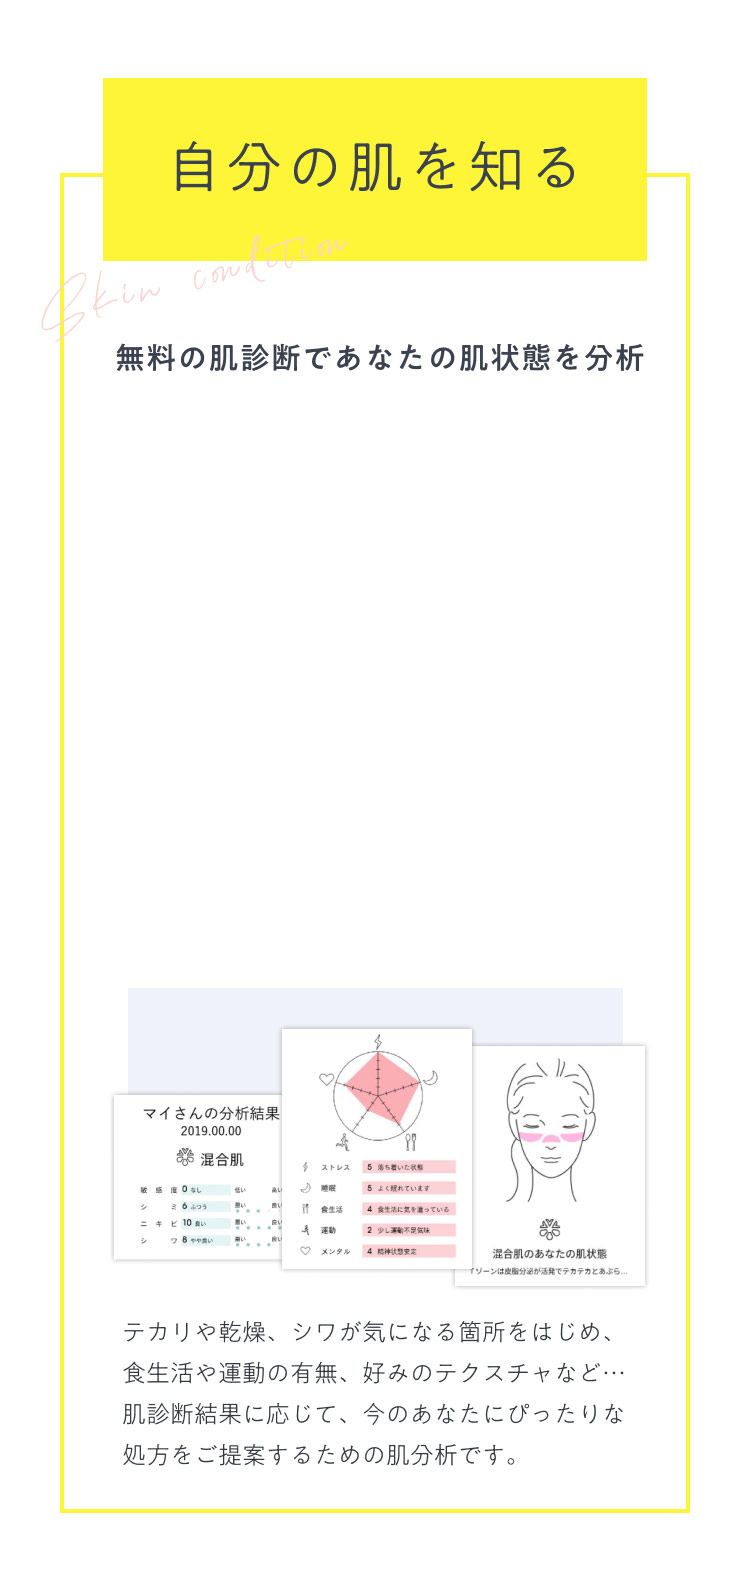 自分の肌を知る
Skin condition
無料の肌診断であなたの肌状態を分析
マイさんの分析結果
2019.00.00
混合肌
敏感度 0 なし 低い 高い
シミ 6 ふつう 悪い 良い
ニキビ 10 良い 悪い 良い
シワ 8 やや良い 悪い 良い
ストレス 5 落ち着いた状態
睡眠 5 よく眠れています
食生活 4 食生活に気を遣っている
運動 2 少し運動不足気味
メンタル 4 精神状態安定
混合肌のあなたの肌状態
Tゾーンは皮脂分泌が活発でテカテカとあぶら…
テカリや乾燥、シワが気になる箇所をはじめ、
食生活や運動の有無、好みのテクスチャなど…
肌診断結果に応じて、今のあなたにぴったりな
処方をご提案するための肌分析です。